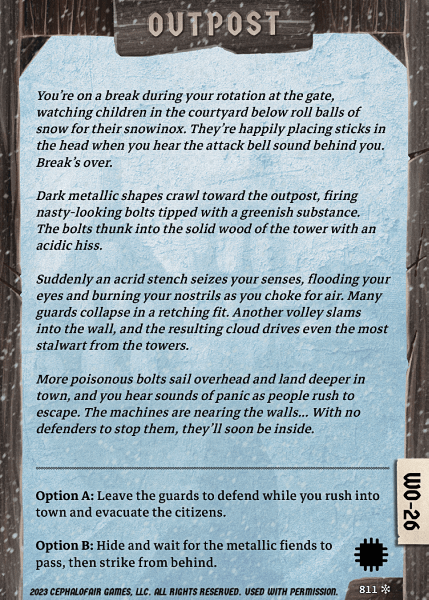 OUTPOST
You're on a break during your rotation at the gate,
watching children in the courtyard below roll balls of
snow for their snowinox. They're happily placing sticks in
the head when you hear the attack bell sound behind you.
Break's over.
Dark metallic shapes crawl toward the outpost, firing
nasty-looking bolts tipped with a greenish substance.
The bolts thunk into the solid wood of the tower with an
acidic hiss.
Suddenly an acrid stench seizes your senses, flooding your
eyes and burning your nostrils as you choke for air. Many
guards collapse in a retching fit. Another volley slams
into the wall, and the resulting cloud drives even the most
stalwart from the towers.
More poisonous bolts sail overhead and land deeper in
town, and you hear sounds of panic as people rush to
escape. The machines are nearing the walls... With no
defenders to stop them, they'll soon be inside.
Option A: Leave the guards to defend while you rush into
town and evacuate the citizens.
Option B: Hide and wait for the metallic fiends to
pass, then strike from behind.
WO-26
2023 CEPHALOFAIR GAMES, LLC. ALL RIGHTS RESERVED. USED WITH PERMISSION.
811